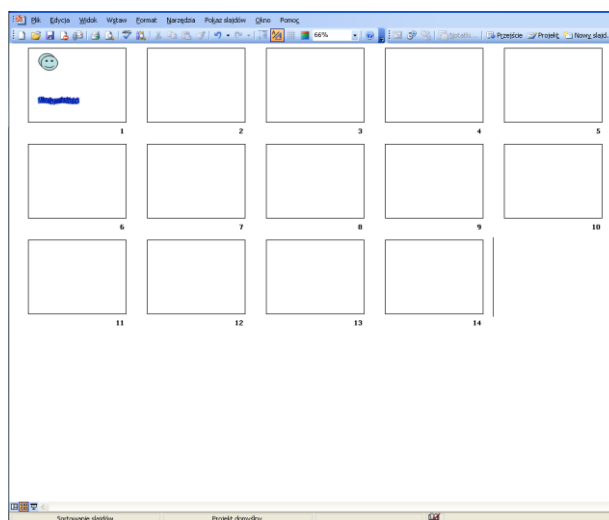 Plik Edycja Widok Wstaw Format Narzędzia Pokaz slajdów Okno Pomoc
66% Notatki... Przejście Projekt Nowy slajd
1 2 3 4 5
6 7 8 9 10
11 12 13 14
Sortowanie slajdów Projekt domyślny